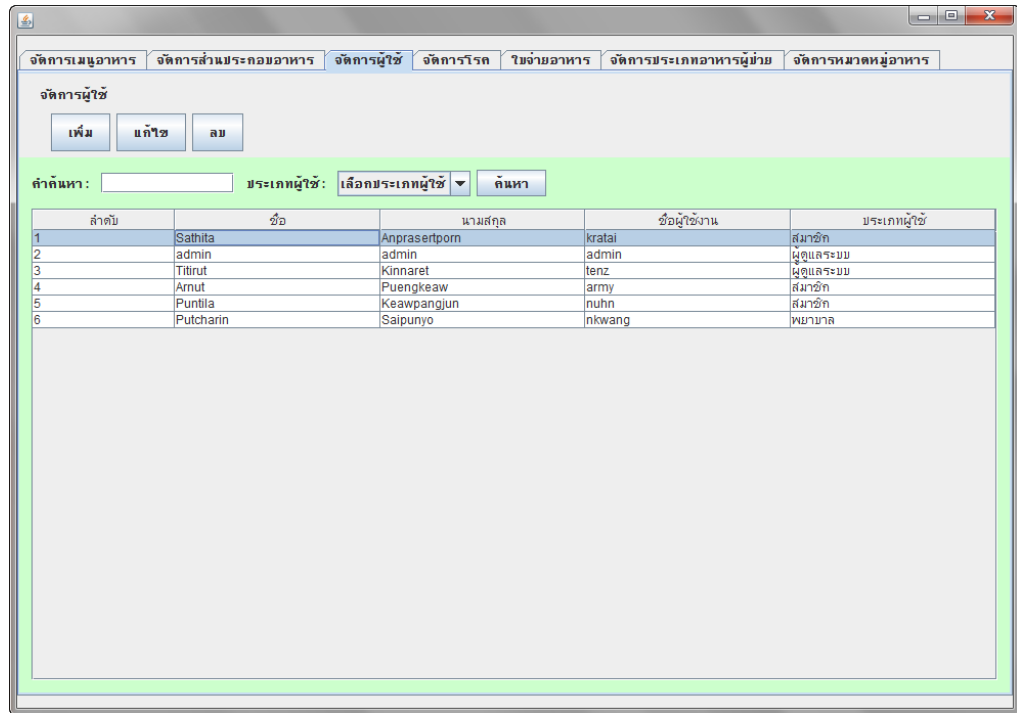 จัดการเมนูอาหาร จัดการส่วนประกอบอาหาร จัดการผู้ใช้ จัดการโรค ใบจ่ายอาหาร จัดการประเภทอาหารผู้ป่วย จัดการหมวดหมู่อาหาร
จัดการผู้ใช้
เพิ่ม แก้ไข ลบ
คำค้นหา: ประเภทผู้ใช้: เลือกประเภทผู้ใช้ ค้นหา
ลำดับ ชื่อ นามสกุล ชื่อผู้ใช้งาน ประเภทผู้ใช้
1 Sathita Anprasertporn kratai สมาชิก
2 admin admin admin ผู้ดูแลระบบ
3 Titirut Kinnaret tenz ผู้ดูแลระบบ
4 Arnut Puengkeaw army สมาชิก
5 Puntila Keawpangjun nuhn สมาชิก
6 Putcharin Saipunyo nkwang พยาบาล